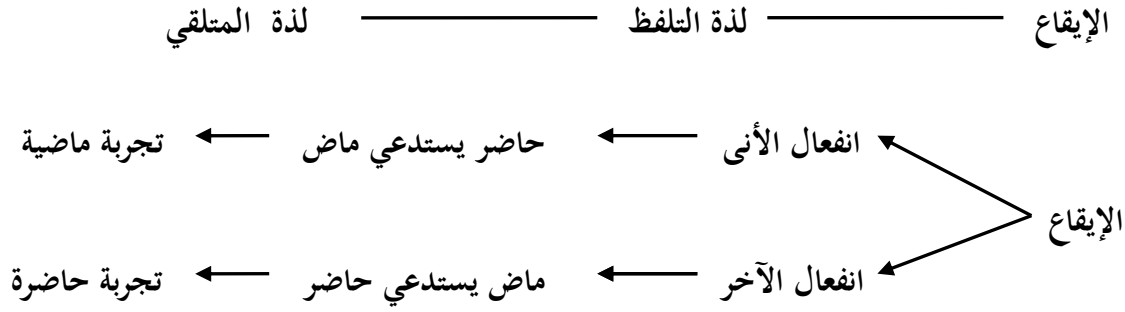 الإيقاع لذة التلفظ لذة المتلقي
انفعال الأنى حاضر يستدعي ماض تجربة ماضية
الإيقاع
انفعال الآخر ماض يستدعي حاضر تجربة حاضرة